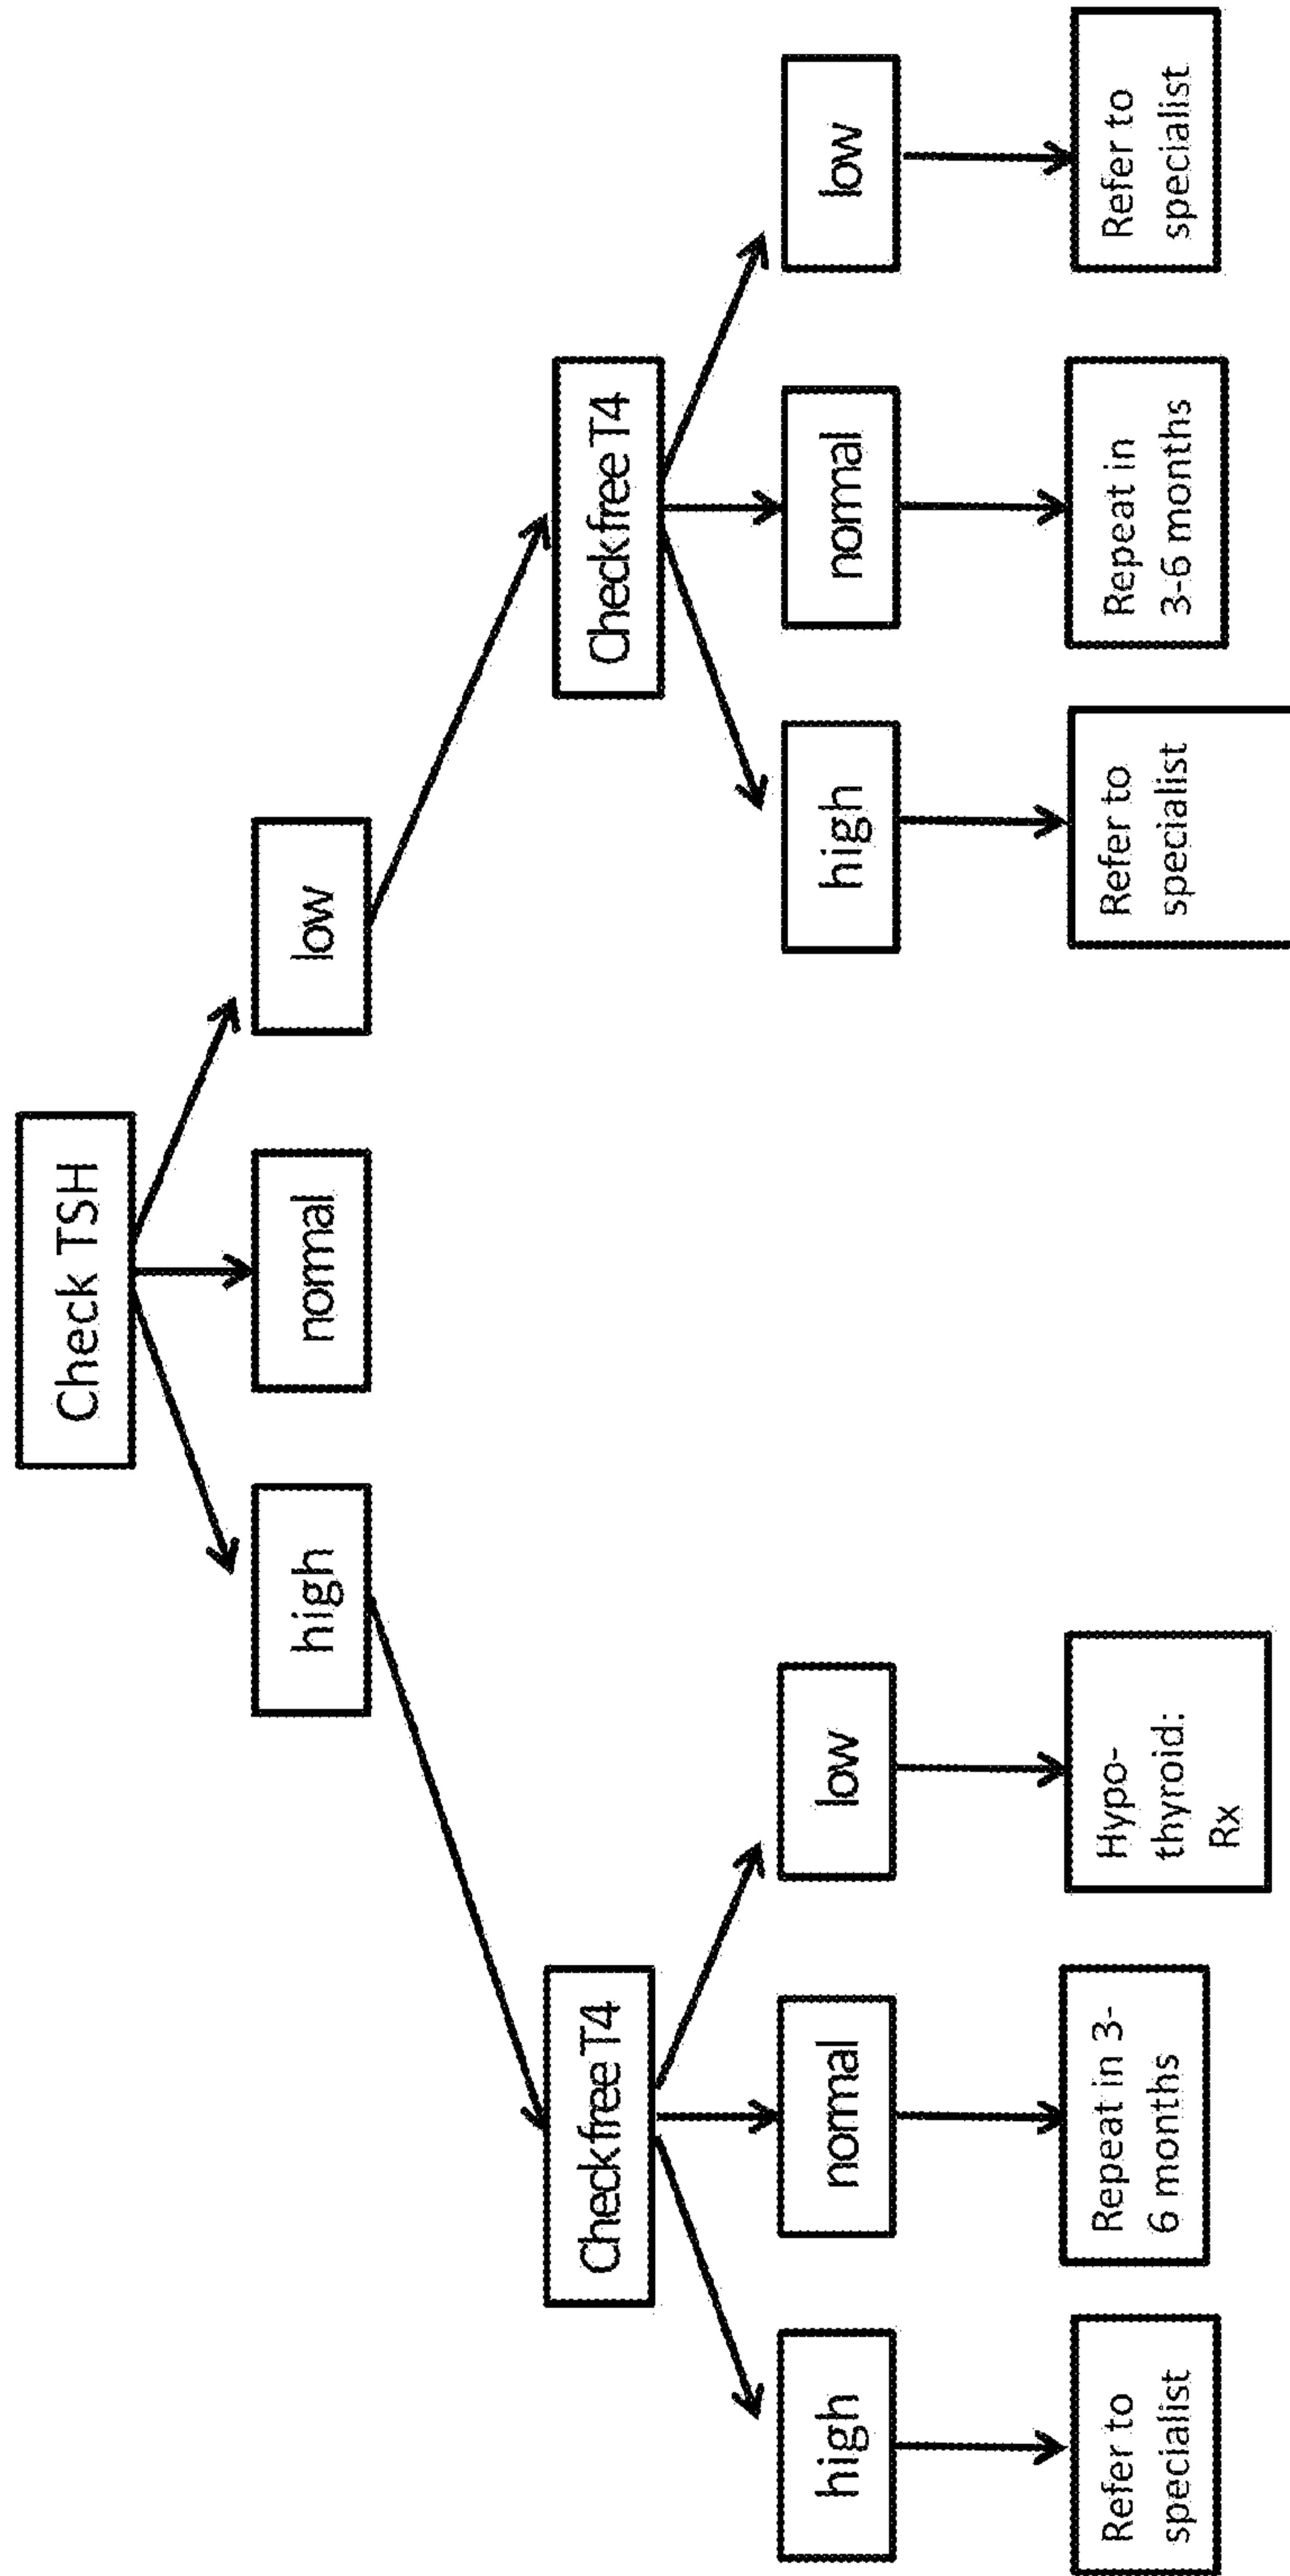 Check TSH
high
normal
low
Check free T4
Check free T4
high
normal
low
high
normal
low
Refer to
specialist
Repeat in 3-
6 months
Hypo-
thyroid:
Rx
Refer to
specialist
Repeat in
3-6 months
Refer to
specialist